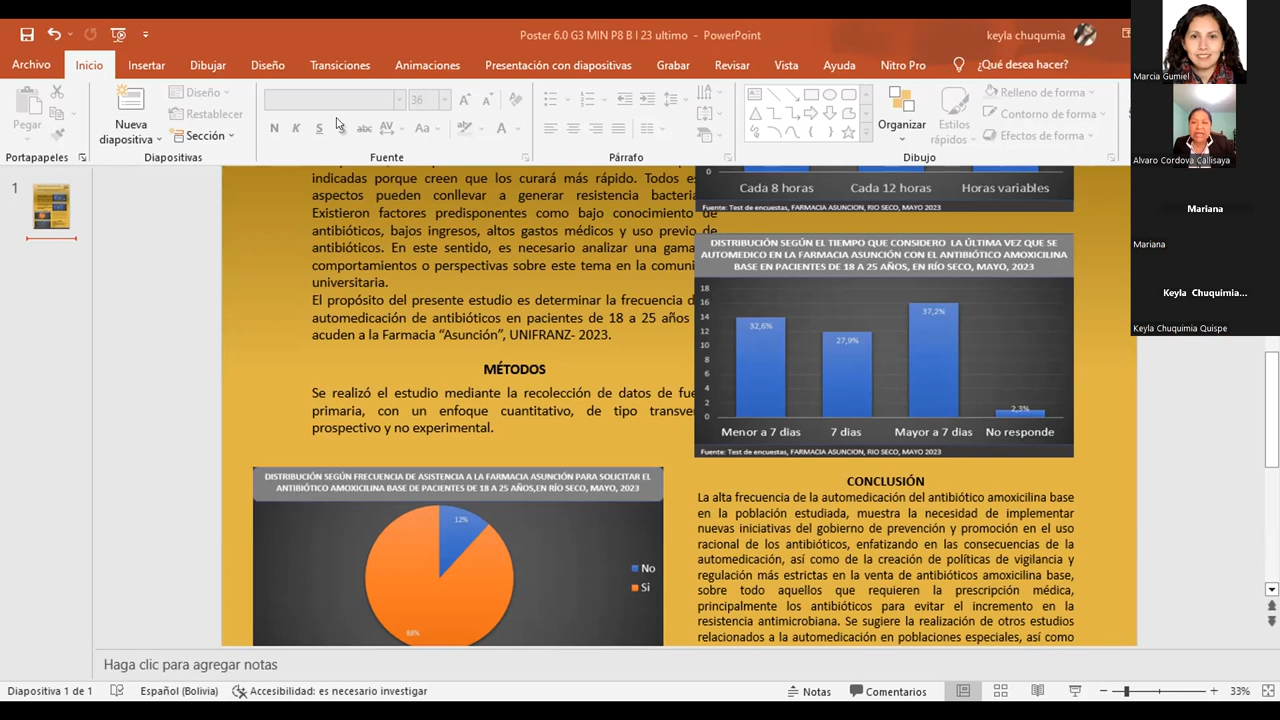 Poster 6.0 G3 MIN P8 B I 23 ultimo - PowerPoint
keyla chuqumia
Archivo Inicio Insertar Dibujar Diseño Transiciones Animaciones Presentación con diapositivas Grabar Revisar Vista Ayuda Nitro Pro ¿Qué desea hacer?
Pegar
Portapapeles
Nueva diapositiva
Diseño
Restablecer
Sección
Diapositivas
36
N K S abc AV Aa A
Fuente
Párrafo
Organizar
Estilos rápidos
Relleno de forma
Contorno de forma
Efectos de forma
Dibujo
1
indicadas porque creen que los curará más rápido. Todos es
aspectos pueden conllevar a generar resistencia bacteria
Existieron factores predisponentes como bajo conocimiento de
antibióticos, bajos ingresos, altos gastos médicos y uso previo de
antibióticos. En este sentido, es necesario analizar una gama
comportamientos o perspectivas sobre este tema en la comuni
universitaria.
El propósito del presente estudio es determinar la frecuencia d
automedicación de antibióticos en pacientes de 18 a 25 años
acuden a la Farmacia “Asunción”, UNIFRANZ- 2023.
MÉTODOS
Se realizó el estudio mediante la recolección de datos de fue
primaria, con un enfoque cuantitativo, de tipo transver
prospectivo y no experimental.
DISTRIBUCIÓN SEGÚN FRECUENCIA DE ASISTENCIA A LA FARMACIA ASUNCIÓN PARA SOLICITAR EL
ANTIBIÓTICO AMOXICILINA BASE DE PACIENTES DE 18 A 25 AÑOS,EN RÍO SECO, MAYO, 2023
12%
No
Si
88%
0
Cada 8 horas Cada 12 horas Horas variables
Fuente: Test de encuestas, FARMACIA ASUNCION, RIO SECO, MAYO 2023
DISTRIBUCIÓN SEGÚN EL TIEMPO QUE CONSIDERO LA ÚLTIMA VEZ QUE SE
AUTOMEDICO EN LA FARMACIA ASUNCIÓN CON EL ANTIBIÓTICO AMOXICILINA
BASE EN PACIENTES DE 18 A 25 AÑOS, EN RÍO SECO, MAYO, 2023
18
16
14
12
10
8
6
4
2
0
32,6% 27,9% 37,2% 2,3%
Menor a 7 dias 7 dias Mayor a 7 dias No responde
Fuente: Test de encuestas, FARMACIA ASUNCION, RIO SECO, MAYO 2023
CONCLUSIÓN
La alta frecuencia de la automedicación del antibiótico amoxicilina base
en la población estudiada, muestra la necesidad de implementar
nuevas iniciativas del gobierno de prevención y promoción en el uso
racional de los antibióticos, enfatizando en las consecuencias de la
automedicación, así como de la creación de políticas de vigilancia y
regulación más estrictas en la venta de antibióticos amoxicilina base,
sobre todo aquellos que requieren la prescripción médica,
principalmente los antibióticos para evitar el incremento en la
resistencia antimicrobiana. Se sugiere la realización de otros estudios
relacionados a la automedicación en poblaciones especiales, así como
Marcia Gumiel
Alvaro Cordova Callisaya
Mariana
Mariana
Keyla Chuquimia...
Keyla Chuquimia Quispe
Haga clic para agregar notas
Diapositiva 1 de 1 Español (Bolivia) Accesibilidad: es necesario investigar Notas Comentarios 33%